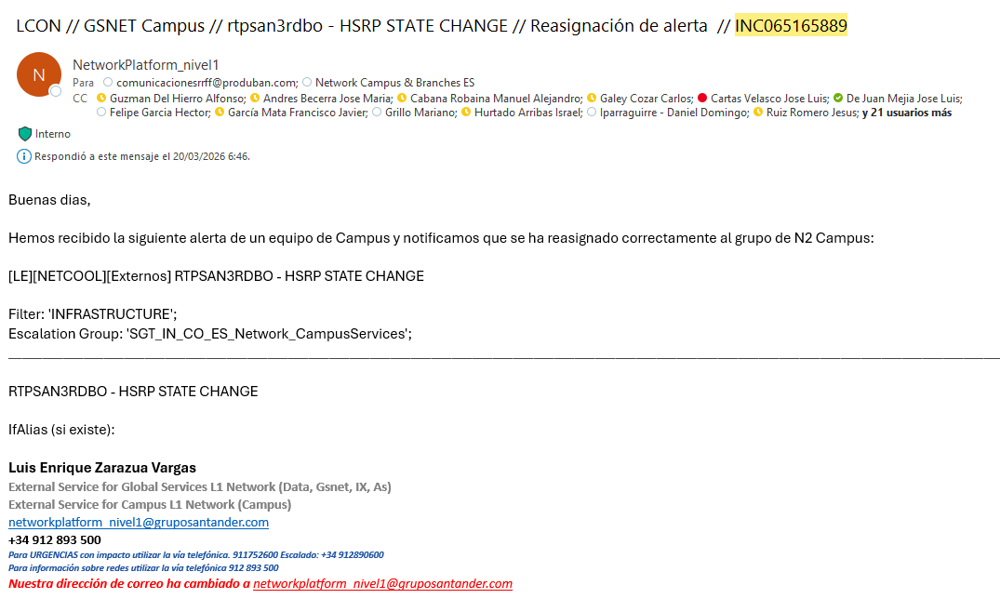 LCON // GSNET Campus // rtpsan3rdbo - HSRP STATE CHANGE // Reasignación de alerta // INC065165889
N
NetworkPlatform_nivel1
Para comunicacionesrrff@produban.com; Network Campus & Branches ES
CC Guzman Del Hierro Alfonso; Andres Becerra Jose Maria; Cabana Robaina Manuel Alejandro; Galey Cozar Carlos; Cartas Velasco Jose Luis; De Juan Mejia Jose Luis;
Felipe Garcia Hector; García Mata Francisco Javier; Grillo Mariano; Hurtado Arribas Israel; Iparraguirre - Daniel Domingo; Ruiz Romero Jesus; y 21 usuarios más
Interno
Respondió a este mensaje el 20/03/2026 6:46.
Buenas dias,
Hemos recibido la siguiente alerta de un equipo de Campus y notificamos que se ha reasignado correctamente al grupo de N2 Campus:
[LE][NETCOOL][Externos] RTPSAN3RDBO - HSRP STATE CHANGE
Filter: 'INFRASTRUCTURE';
Escalation Group: 'SGT_IN_CO_ES_Network_CampusServices';
RTPSAN3RDBO - HSRP STATE CHANGE
IfAlias (si existe):
Luis Enrique Zarazua Vargas
External Service for Global Services L1 Network (Data, Gsnet, IX, As)
External Service for Campus L1 Network (Campus)
networkplatform_nivel1@gruposantander.com
+34 912 893 500
Para URGENCIAS con impacto utilizar la vía telefónica. 911752600 Escalado: +34 912890600
Para información sobre redes utilizar la vía telefónica 912 893 500
Nuestra dirección de correo ha cambiado a networkplatform_nivel1@gruposantander.com